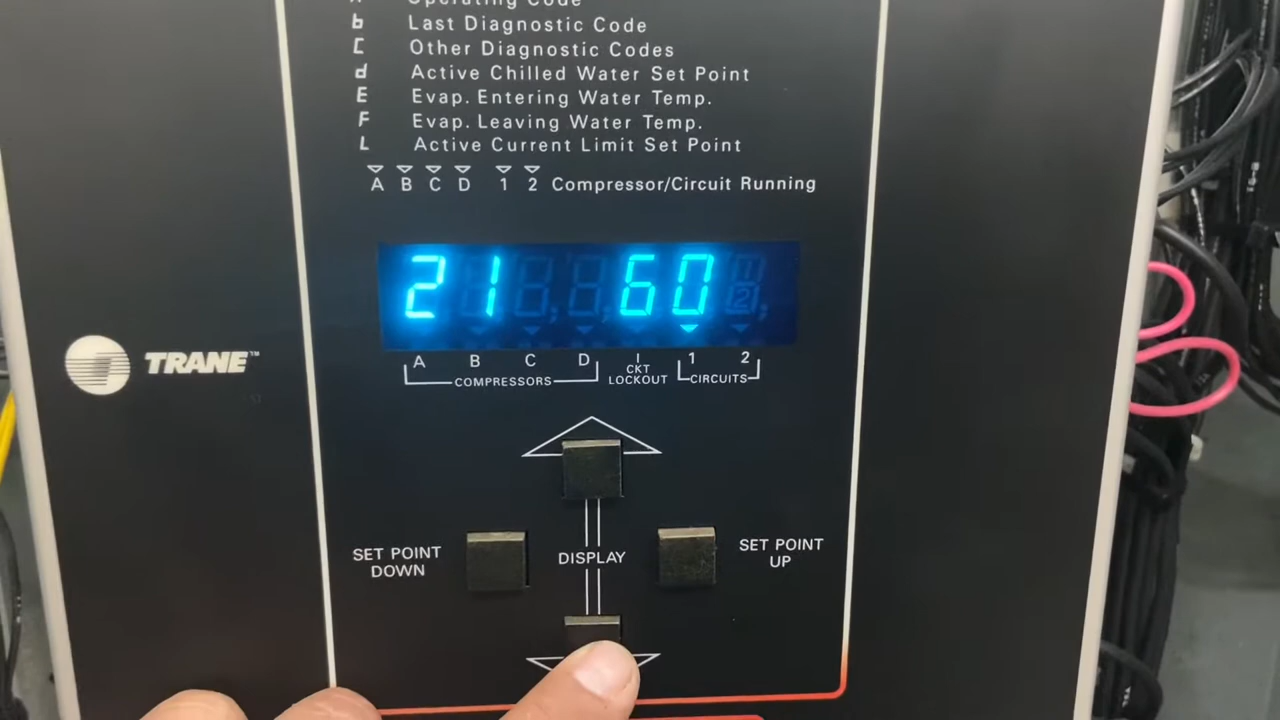 Operating Code
b Last Diagnostic Code
C Other Diagnostic Codes
d Active Chilled Water Set Point
E Evap. Entering Water Temp.
F Evap. Leaving Water Temp.
L Active Current Limit Set Point
A B C D 1 2 Compressor/Circuit Running
21 60
TRANE™
A B C D 1 2
CKT
LOCKOUT
COMPRESSORS
CIRCUITS
SET POINT
DOWN
DISPLAY
SET POINT
UP